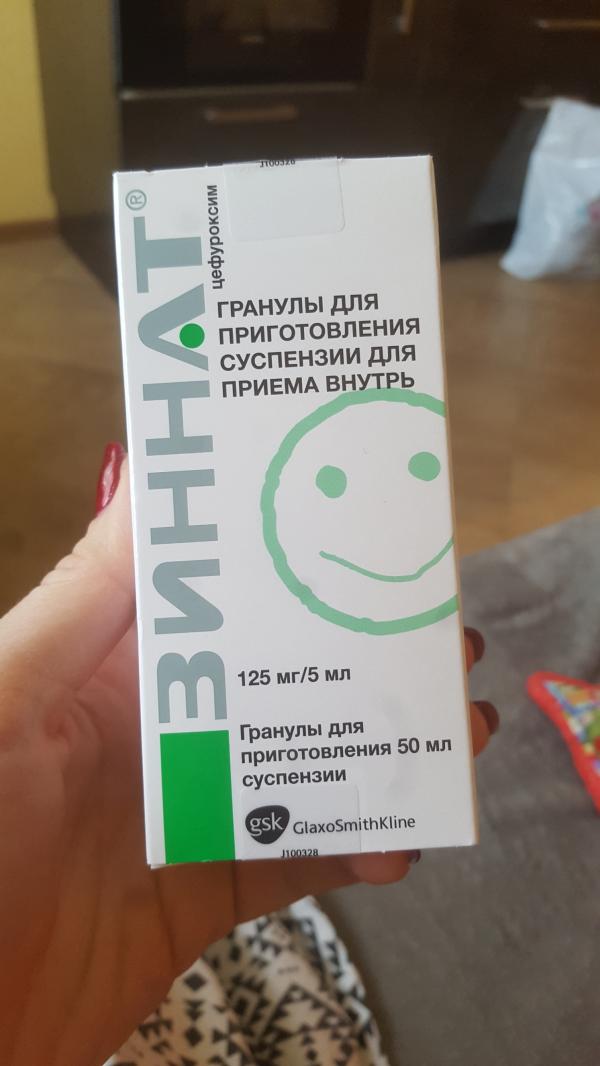 J100328
ЗИННАТ®
цефуроксим
ГРАНУЛЫ ДЛЯ
ПРИГОТОВЛЕНИЯ
СУСПЕНЗИИ ДЛЯ
ПРИЕМА ВНУТРЬ
125 мг/5 мл
Гранулы для
приготовления 50 мл
суспензии
gsk GlaxoSmithKline
J100328